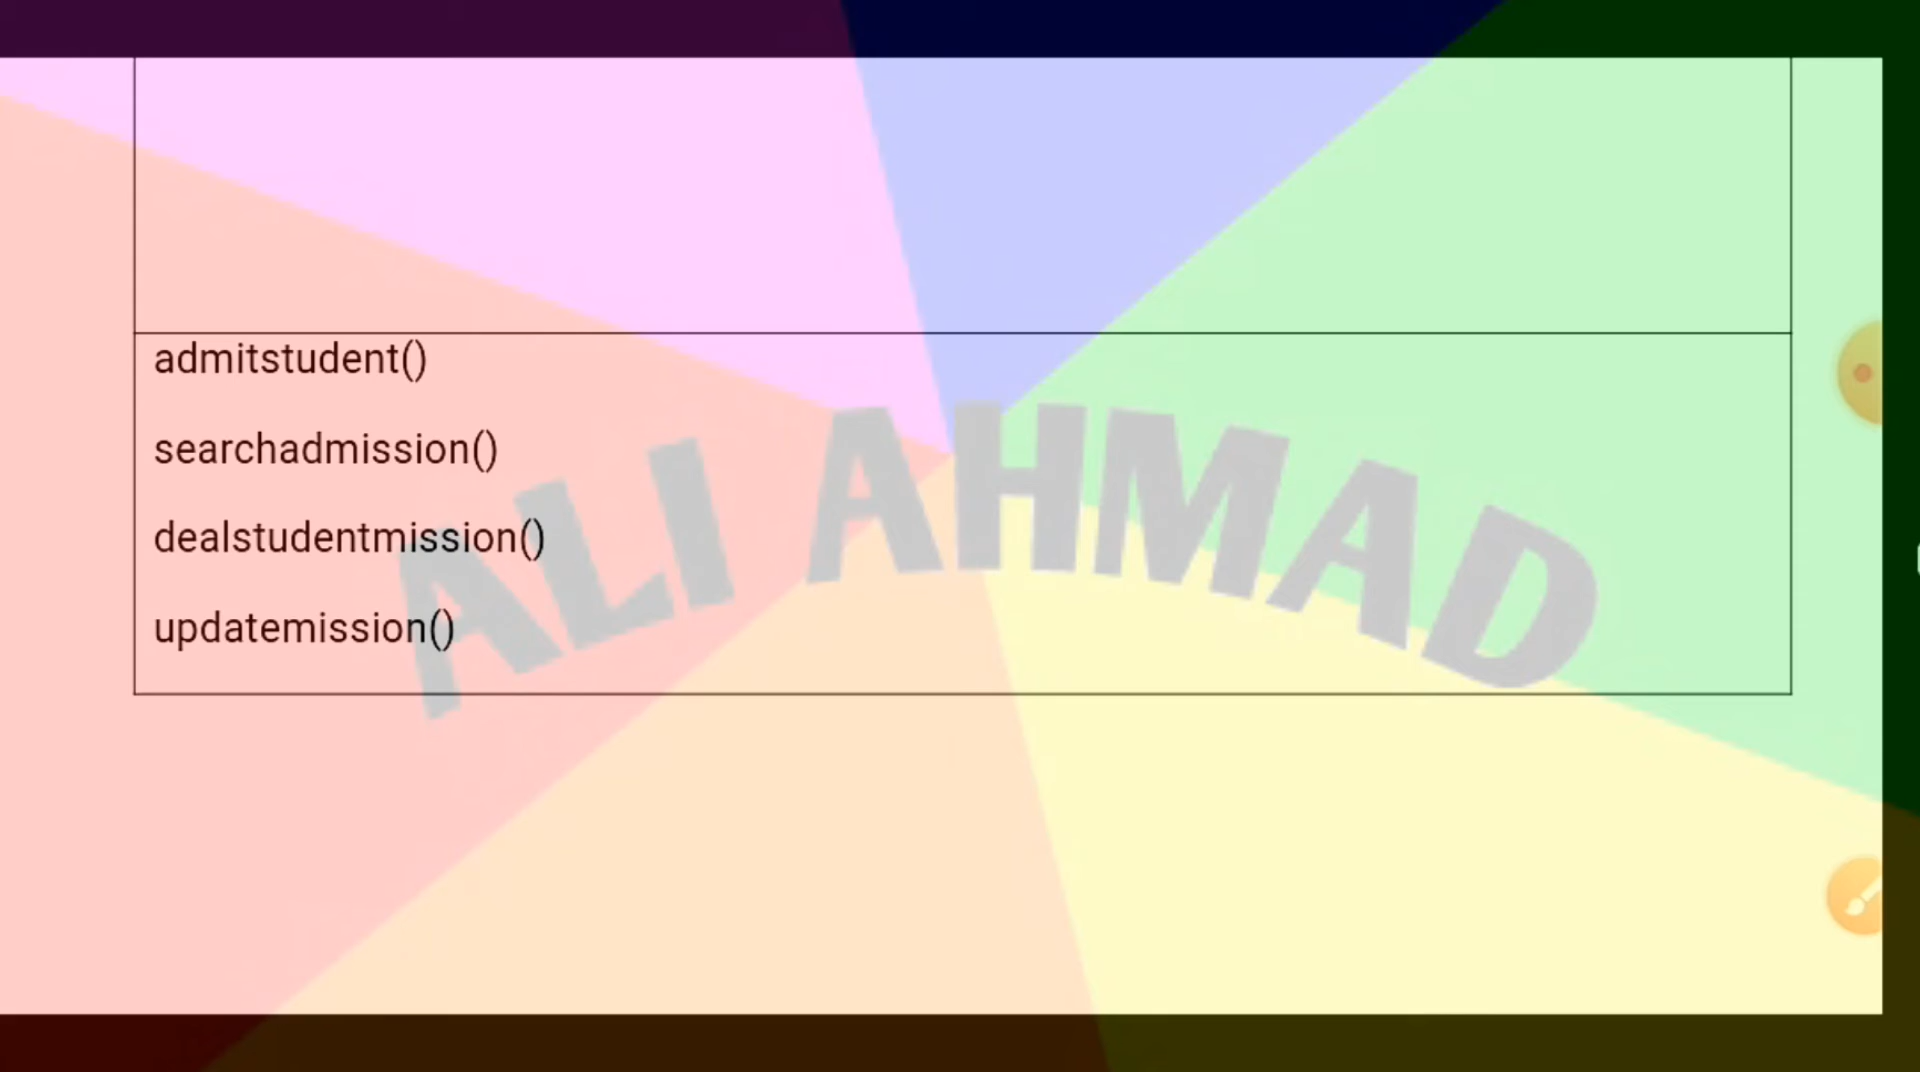 admitstudent()
searchadmission()
dealstudentmission()
updatemission()
ALI AHMAD